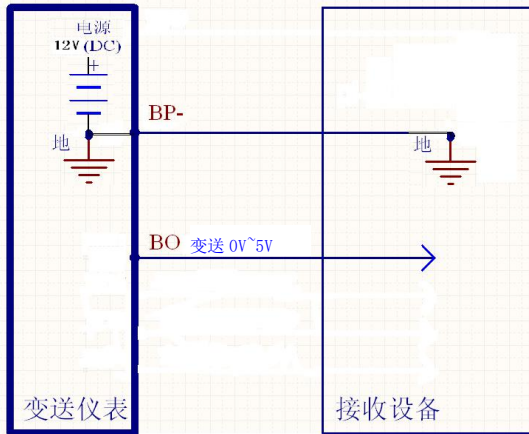 电源
12V(DC)
+
BP-
地
地
BO 变送 0V~5V
变送仪表
接收设备